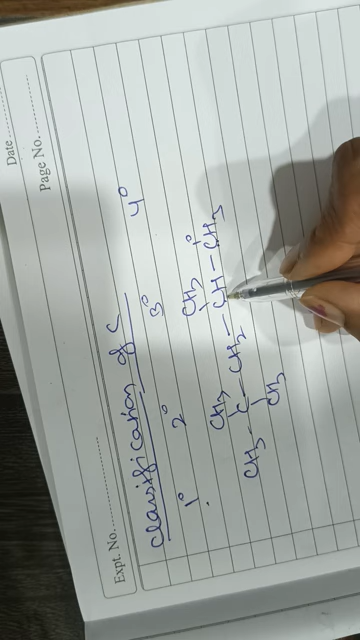 Date
Page No.
Expt. No.
Classification of C
1° 2° 3° 4°
CH3 CH3 1°
CH3 - C - CH2 - CH - CH3
CH3